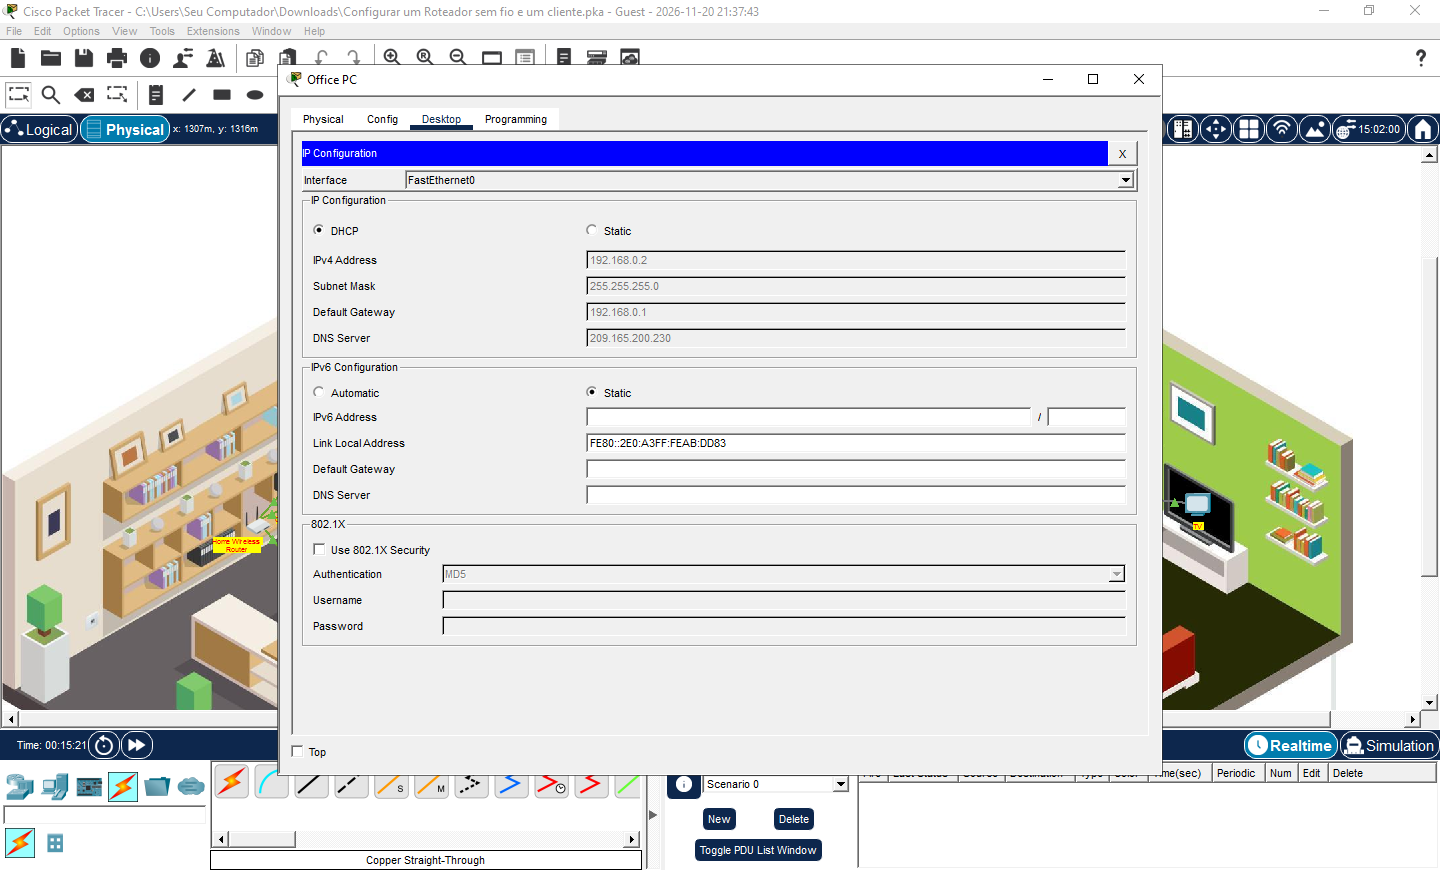 Cisco Packet Tracer - C:\Users\Seu Computador\Downloads\Configurar um Roteador sem fio e um cliente.pka - Guest - 2026-11-20 21:37:43
File Edit Options View Tools Extensions Window Help
Office PC
Physical Config Desktop Programming
Logical Physical x: 1307m, y: 1316m 15:02:00
IP Configuration X
Interface FastEthernet0
IP Configuration
DHCP Static
IPv4 Address 192.168.0.2
Subnet Mask 255.255.255.0
Default Gateway 192.168.0.1
DNS Server 209.165.200.230
IPv6 Configuration
Automatic Static
IPv6 Address /
Link Local Address FE80::2E0:A3FF:FEAB:DD83
Default Gateway
DNS Server
802.1X
Use 802.1X Security
Authentication MD5
Username
Password
Top
Home Wireless
Router
TV
Time: 00:15:21 Realtime Simulation
S M
Scenario 0
Time(sec) Periodic Num Edit Delete
New Delete
Toggle PDU List Window
Copper Straight-Through